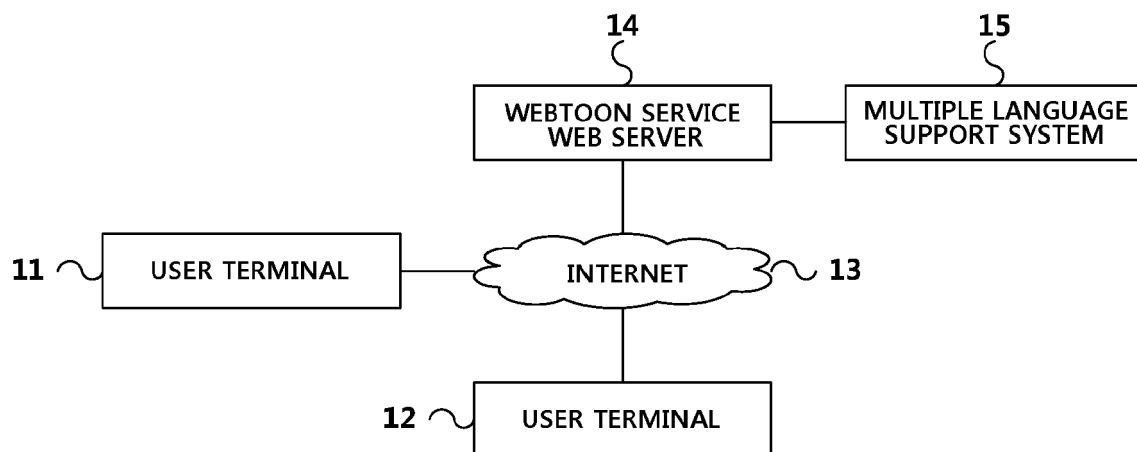 14
15
WEBTOON SERVICE
WEB SERVER
MULTIPLE LANGUAGE
SUPPORT SYSTEM
11
USER TERMINAL
INTERNET
13
12
USER TERMINAL